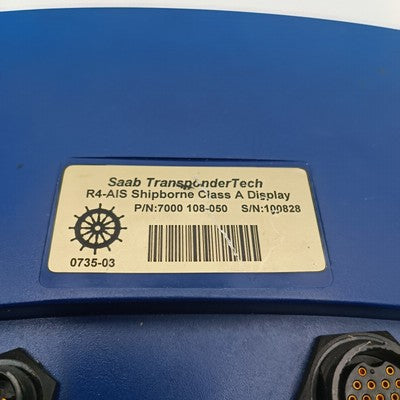 Saab TransponderTech
R4-AIS Shipborne Class A Display
P/N:7000 108-050 S/N:100828
0735-03